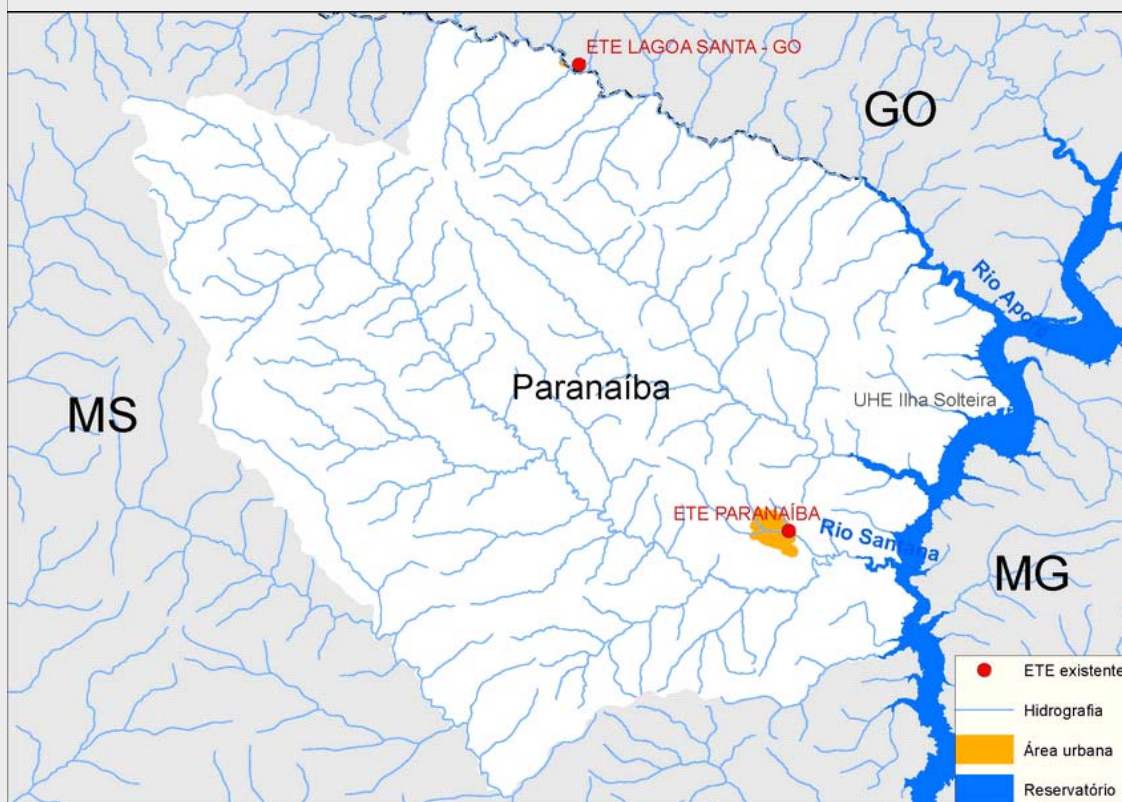 ETE LAGOA SANTA - GO
GO
Rio Aporé
MS
Paranaíba
UHE Ilha Solteira
ETE PARANAÍBA
Rio Santana
MG
ETE existente
Hidrografia
Área urbana
Reservatório